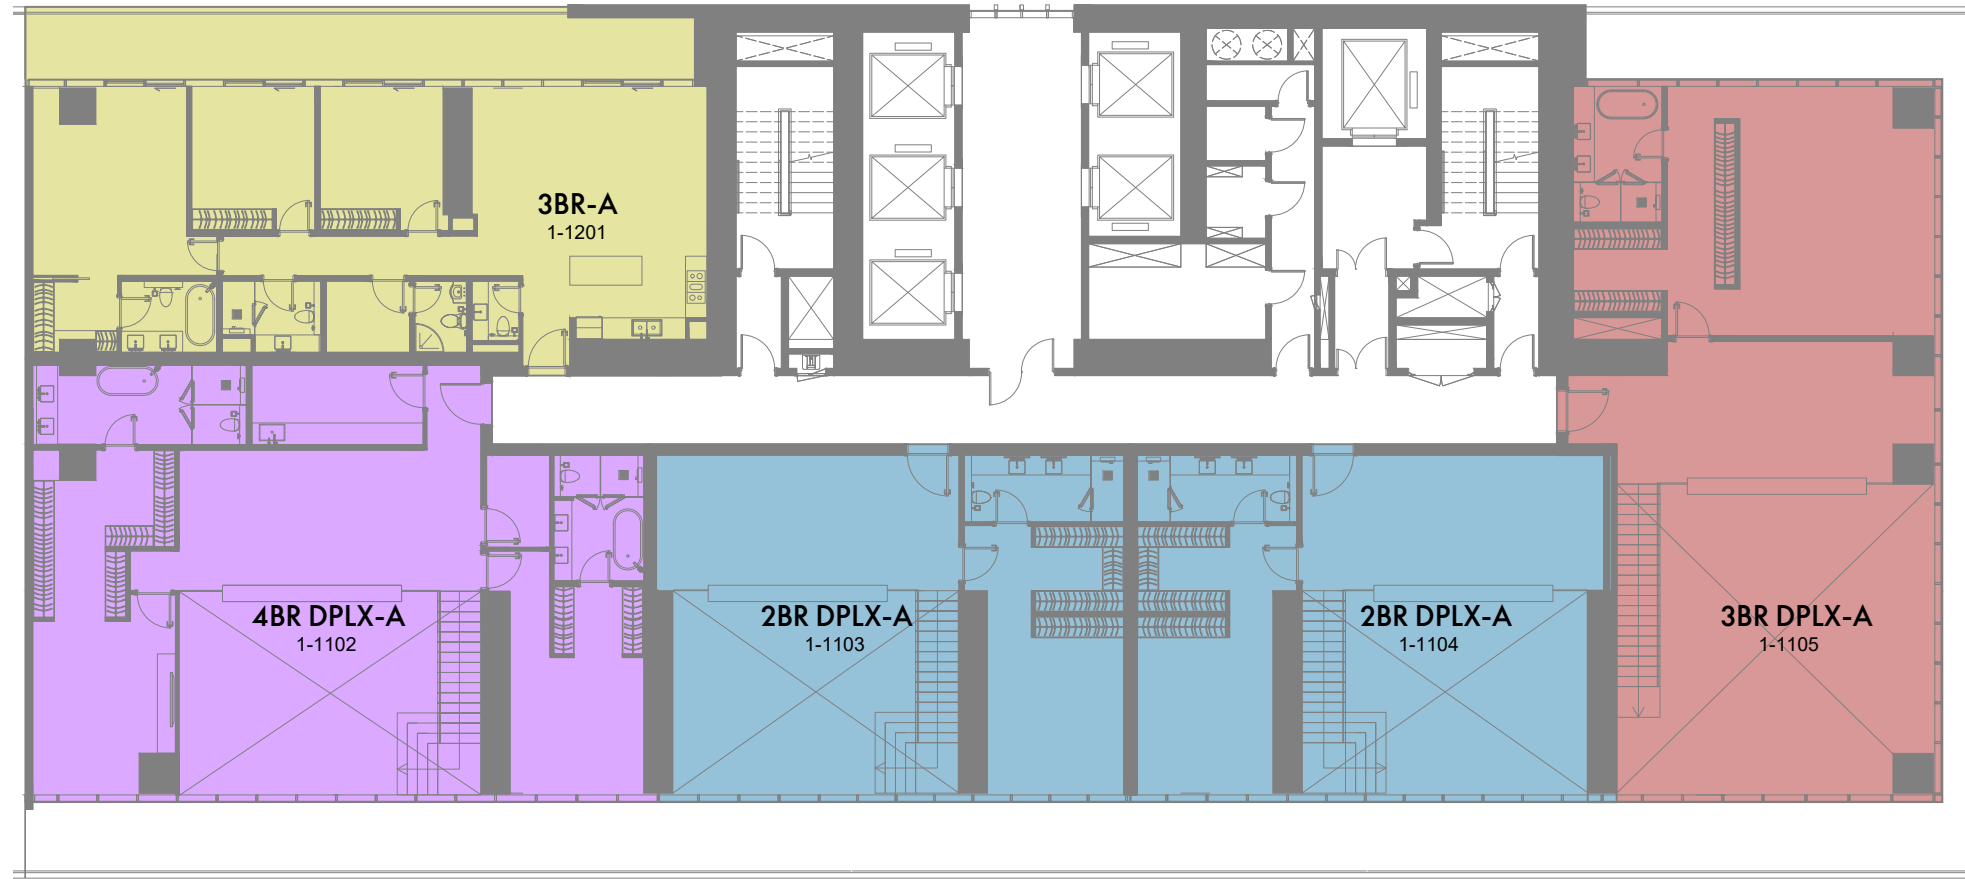 3BR-A
1-1201
4BR DPLX-A
1-1102
2BR DPLX-A
1-1103
2BR DPLX-A
1-1104
3BR DPLX-A
1-1105